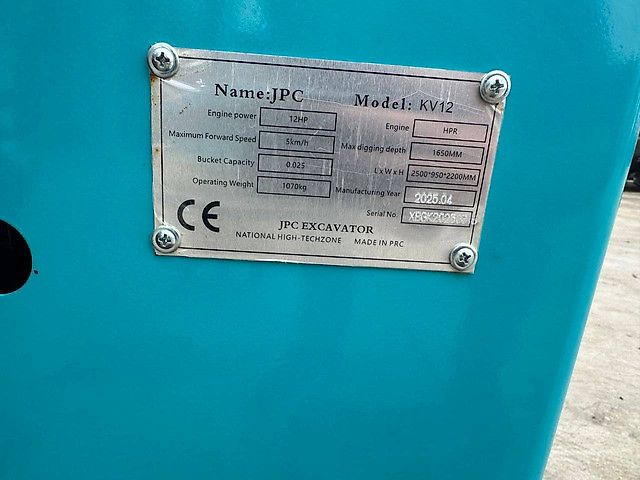 Name:JPC Model: KV12
Engine power 12HP Engine HPR
Maximum Forward Speed 5km/h Max digging depth 1650MM
Bucket Capacity 0.025 LxWxH 2500*950*2200MM
Operating Weight 1070kg Manufacturing Year 2025.04
Serial No.
CE
JPC EXCAVATOR
NATIONAL HIGH-TECHZONE MADE IN PRC